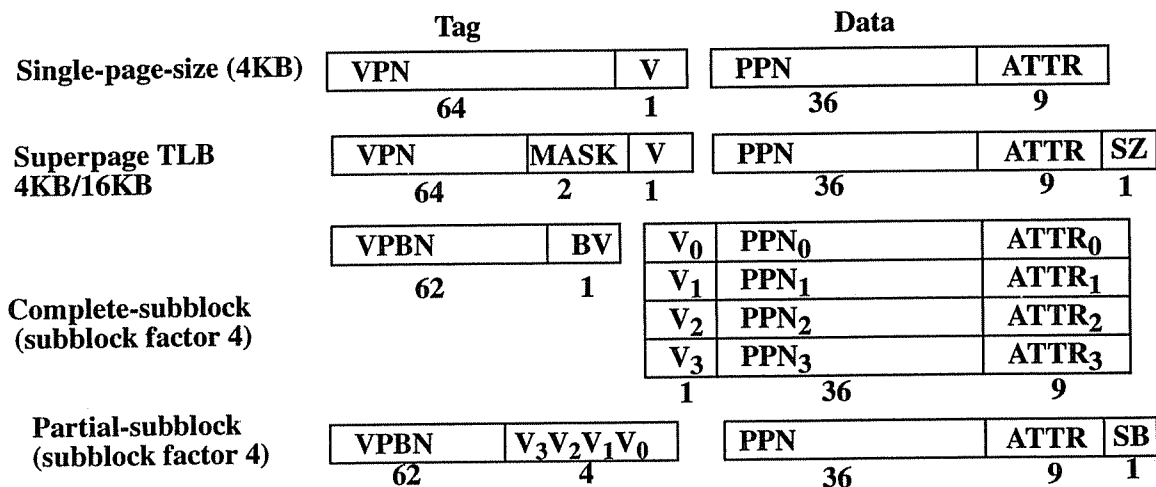 Tag Data
Single-page-size (4KB) VPN V PPN ATTR
64 1 36 9
Superpage TLB
4KB/16KB
VPN MASK V PPN ATTR SZ
64 2 1 36 9 1
VPBN BV
62 1
V0 PPN0 ATTR0
V1 PPN1 ATTR1
V2 PPN2 ATTR2
V3 PPN3 ATTR3
1 36 9
Complete-subblock
(subblock factor 4)
Partial-subblock
(subblock factor 4)
VPBN V3V2V1V0 PPN ATTR SB
62 4 36 9 1